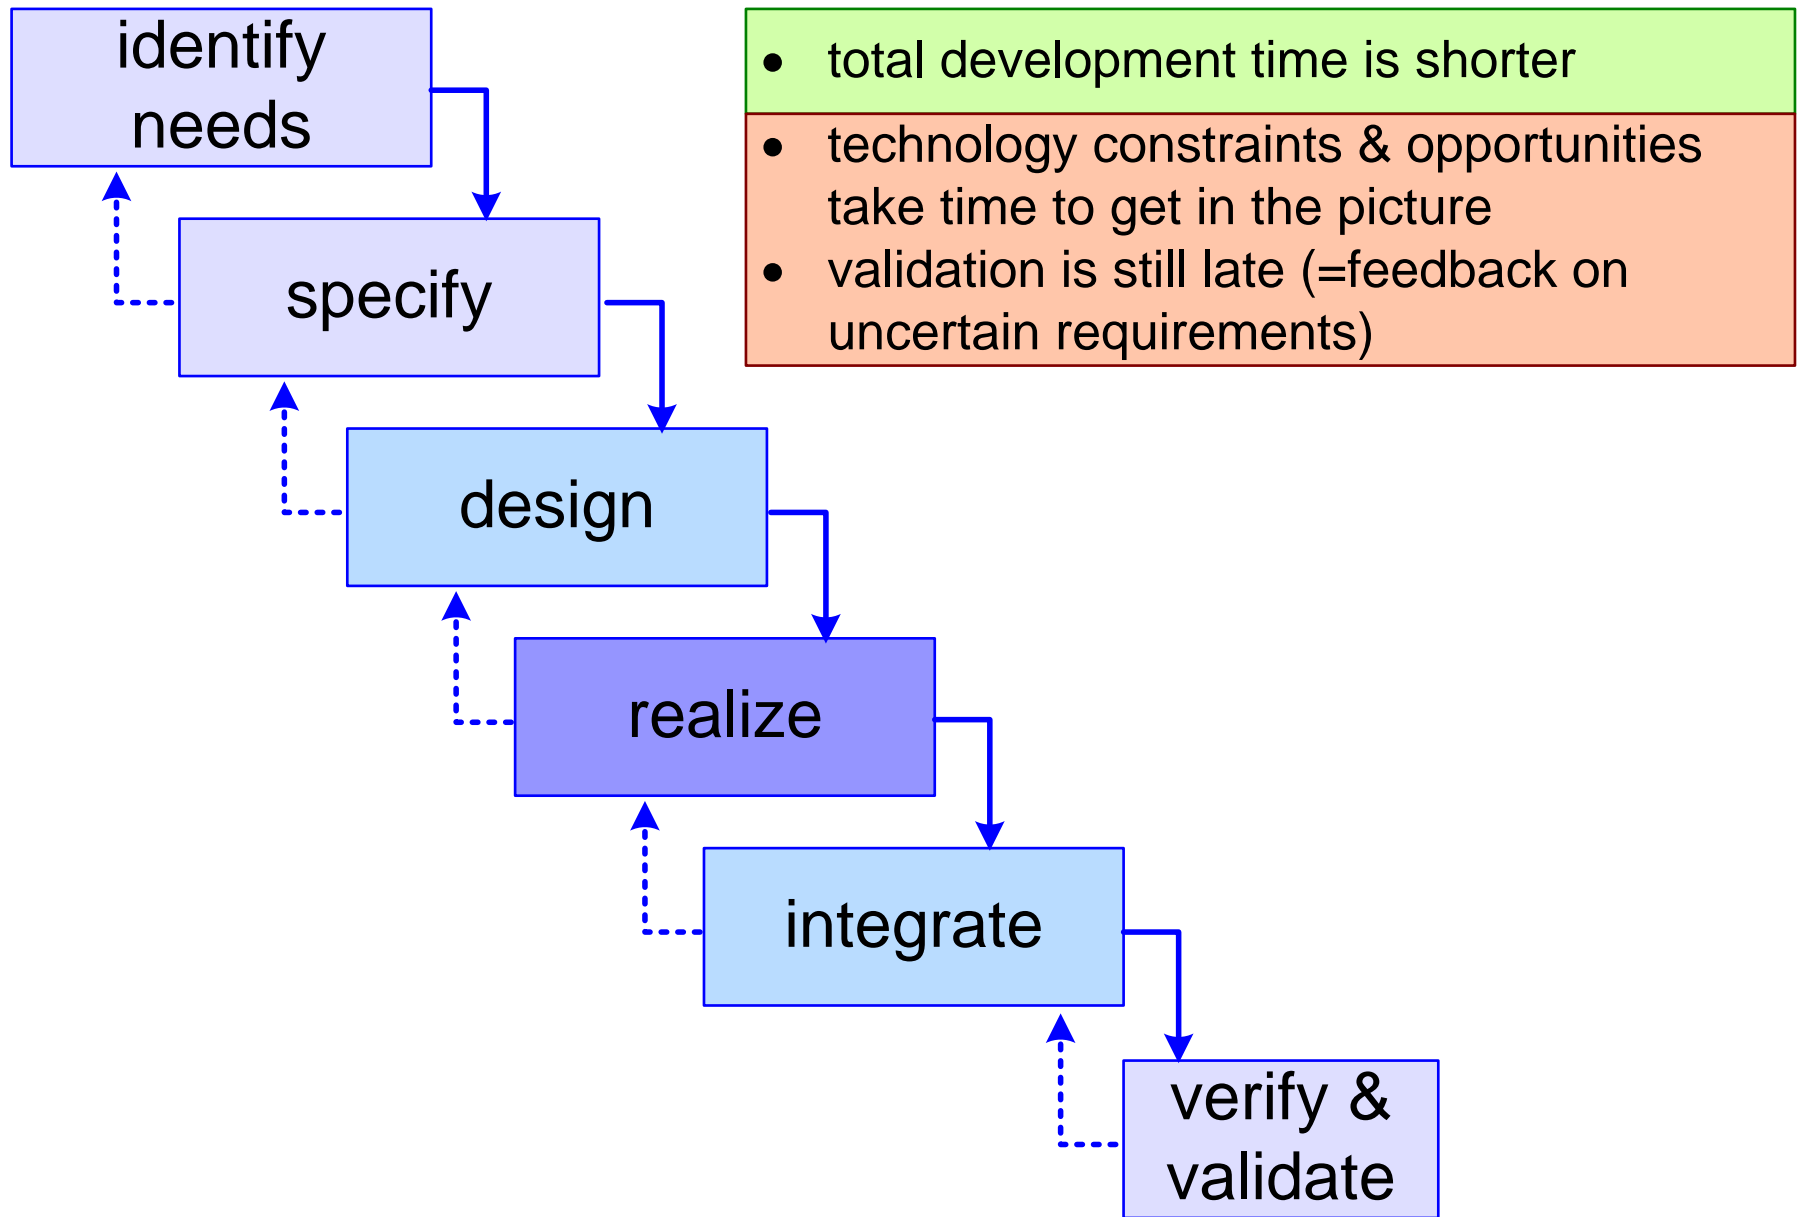 identify
needs
• total development time is shorter
• technology constraints & opportunities
take time to get in the picture
• validation is still late (=feedback on
uncertain requirements)
specify
design
realize
integrate
verify &
validate